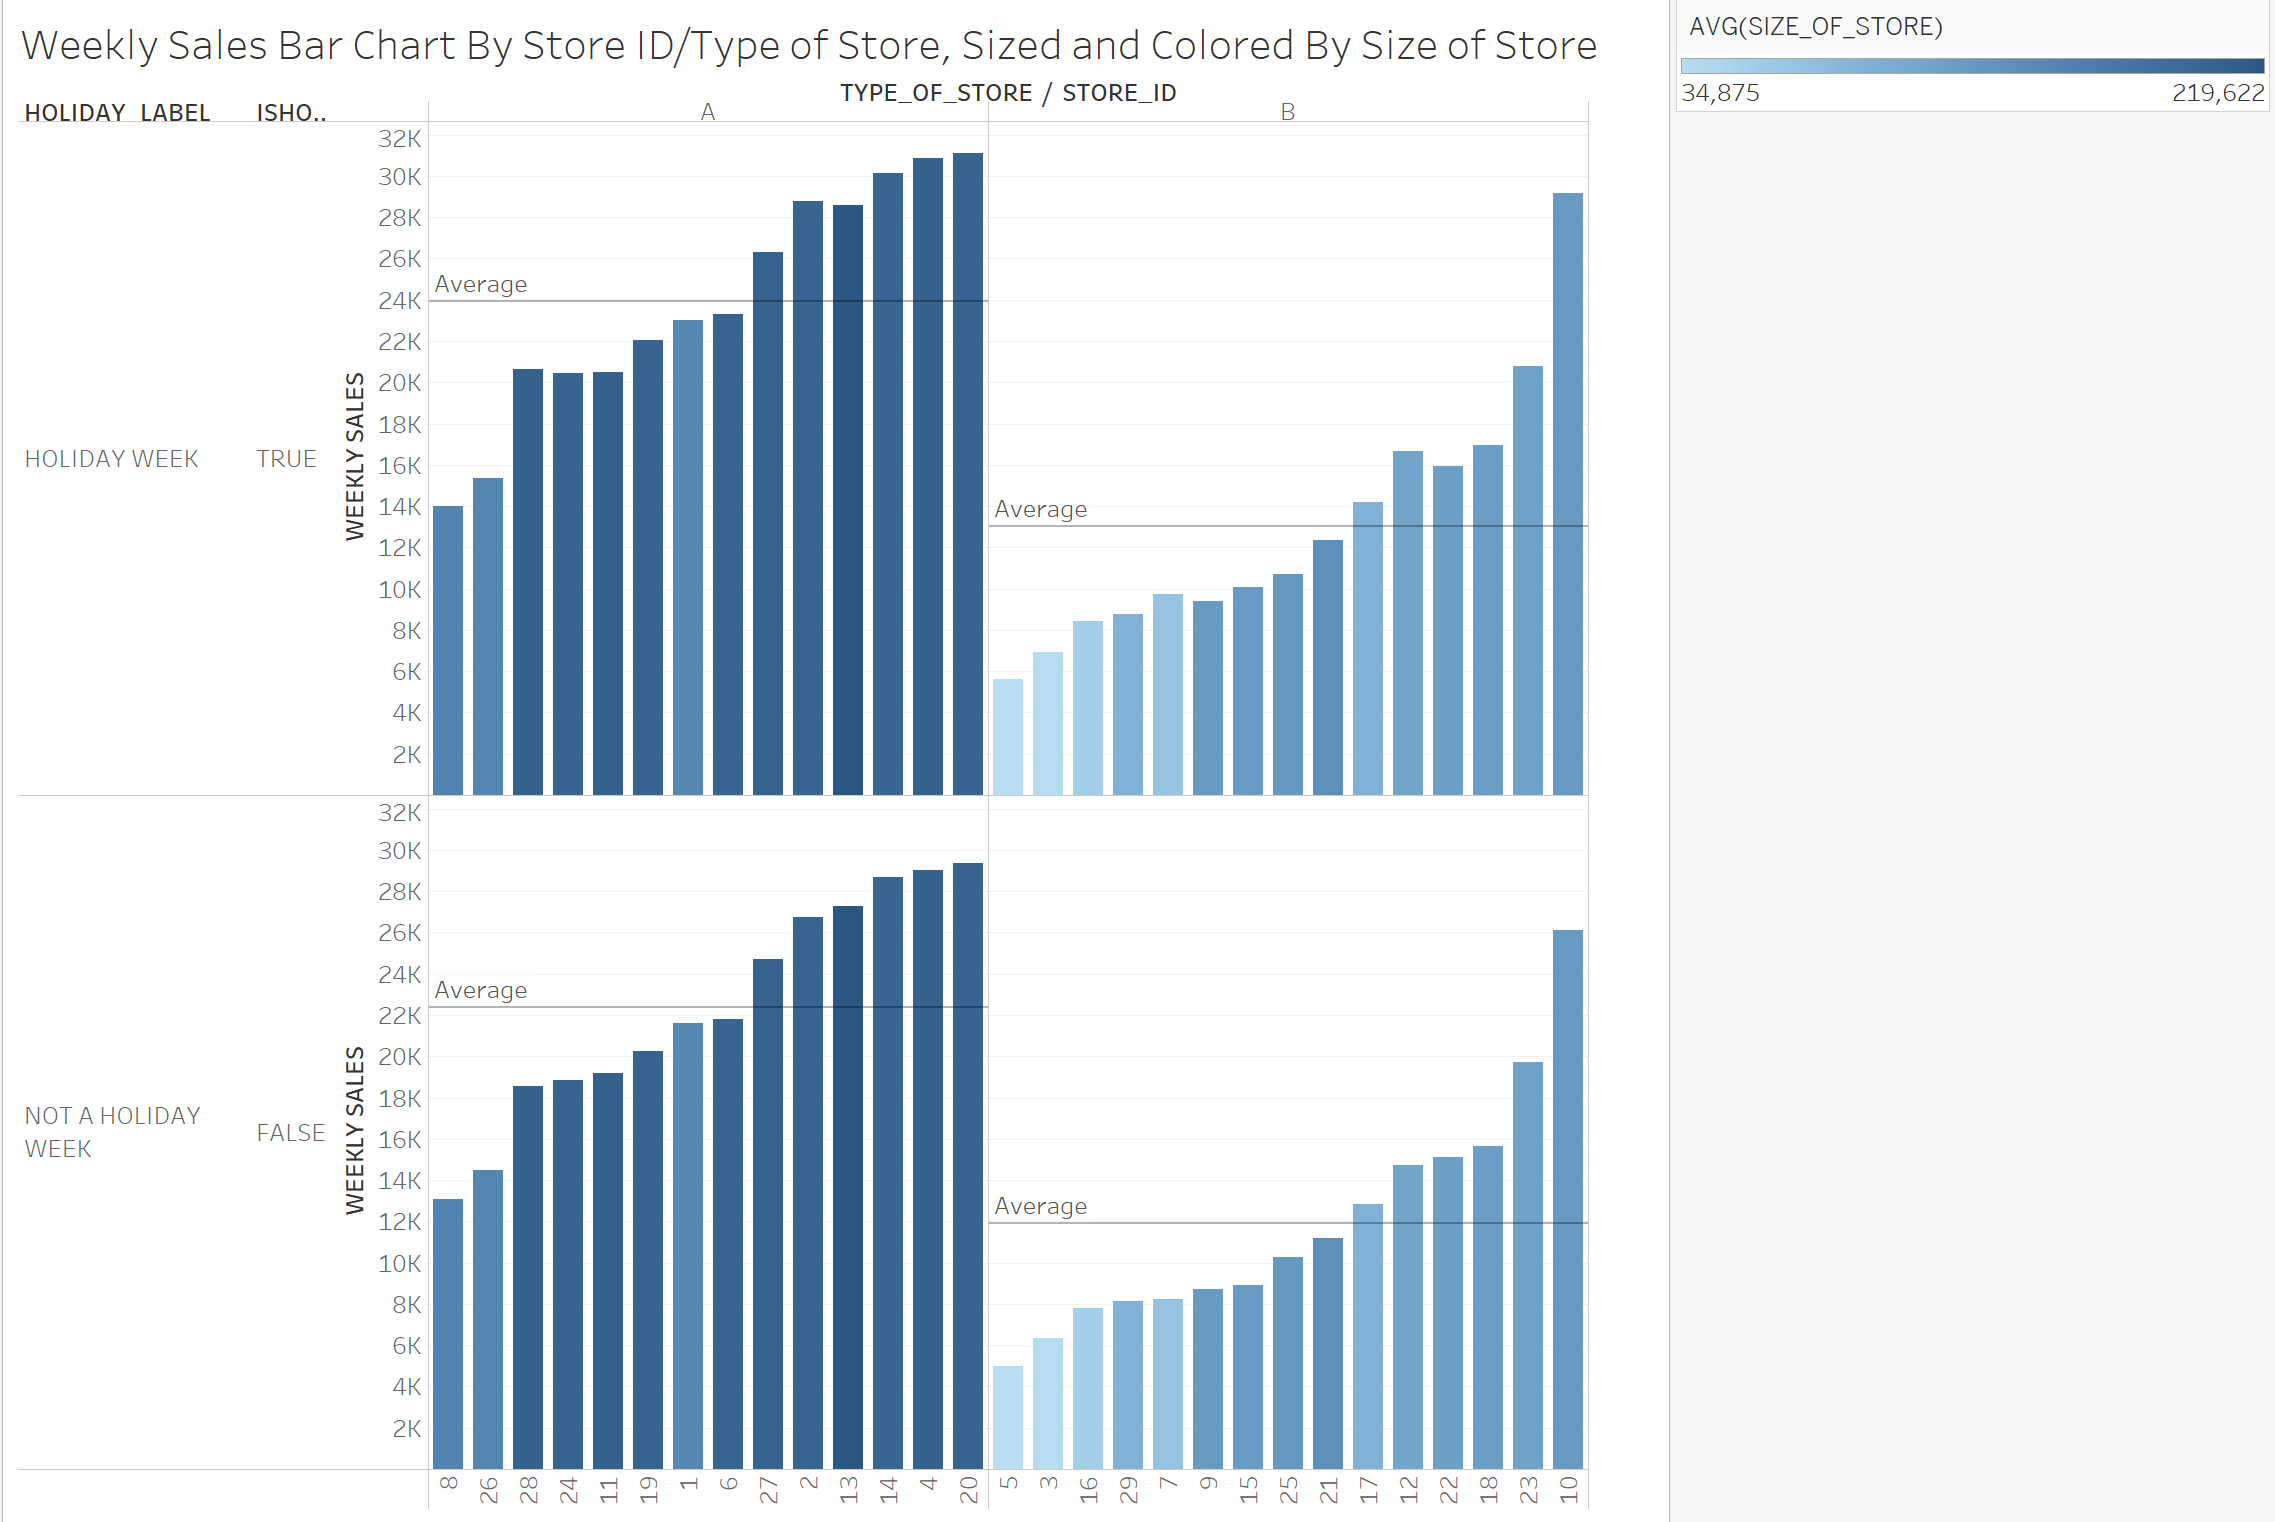 Weekly Sales Bar Chart By Store ID/Type of Store, Sized and Colored By Size of Store
TYPE_OF_STORE / STORE_ID
HOLIDAY_LABEL ISHO.. A B
32K
30K
28K
26K
24K
22K
20K
18K
16K
14K
12K
10K
8K
6K
4K
2K
WEEKLY SALES
HOLIDAY WEEK TRUE
Average
Average
32K
30K
28K
26K
24K
22K
20K
18K
16K
14K
12K
10K
8K
6K
4K
2K
WEEKLY SALES
NOT A HOLIDAY
WEEK
FALSE
Average
Average
8 26 28 24 11 19 1 6 27 2 13 14 4 20 5 3 16 29 7 9 15 25 21 17 12 22 18 23 10
AVG(SIZE_OF_STORE)
34,875 219,622